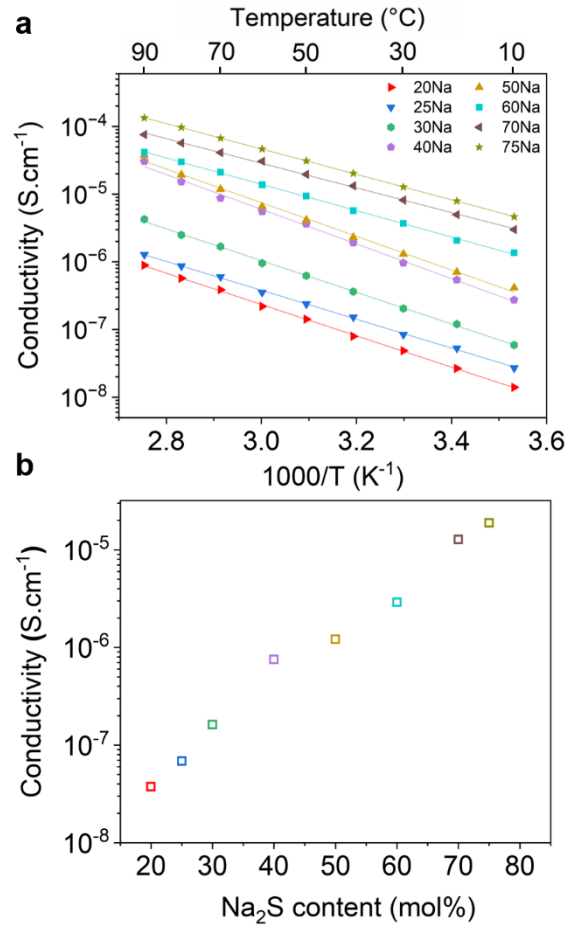 a
Temperature (°C)
90 70 50 30 10
20Na 50Na
25Na 60Na
30Na 70Na
40Na 75Na
Conductivity (S.cm⁻¹)
10⁻⁴
10⁻⁵
10⁻⁶
10⁻⁷
10⁻⁸
2.8 3.0 3.2 3.4 3.6
1000/T (K⁻¹)
b
Conductivity (S.cm⁻¹)
10⁻⁵
10⁻⁶
10⁻⁷
10⁻⁸
20 30 40 50 60 70 80
Na₂S content (mol%)